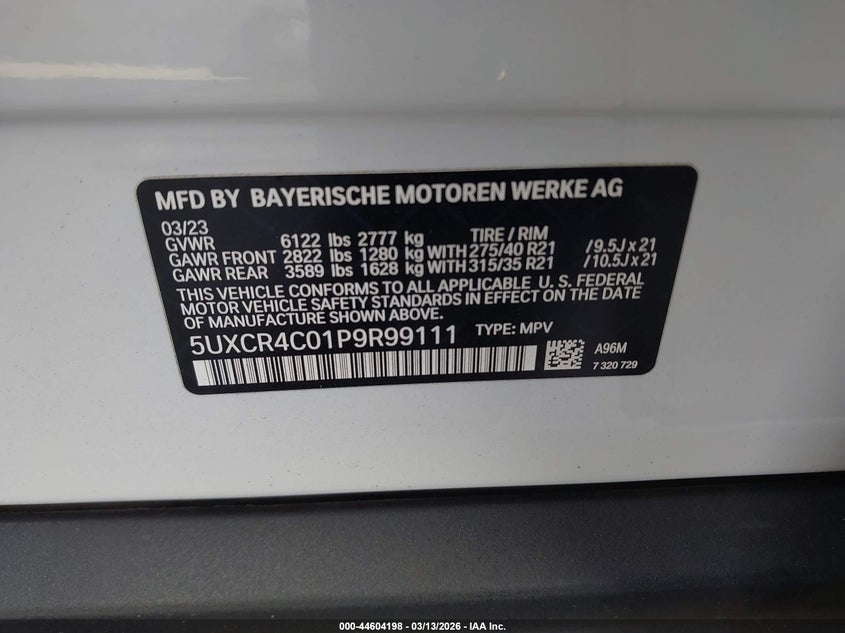 MFD BY BAYERISCHE MOTOREN WERKE AG
03/23
GVWR 6122 lbs 2777 kg TIRE / RIM
GAWR FRONT 2822 lbs 1280 kg WITH 275/40 R21 /9.5J x 21
GAWR REAR 3589 lbs 1628 kg WITH 315/35 R21 /10.5J x 21
THIS VEHICLE CONFORMS TO ALL APPLICABLE U. S. FEDERAL
MOTOR VEHICLE SAFETY STANDARDS IN EFFECT ON THE DATE
OF MANUFACTURE.
5UXCR4C01P9R99111 TYPE: MPV
A96M
7 320 729
000-44604198 - 03/13/2026 - IAA Inc.